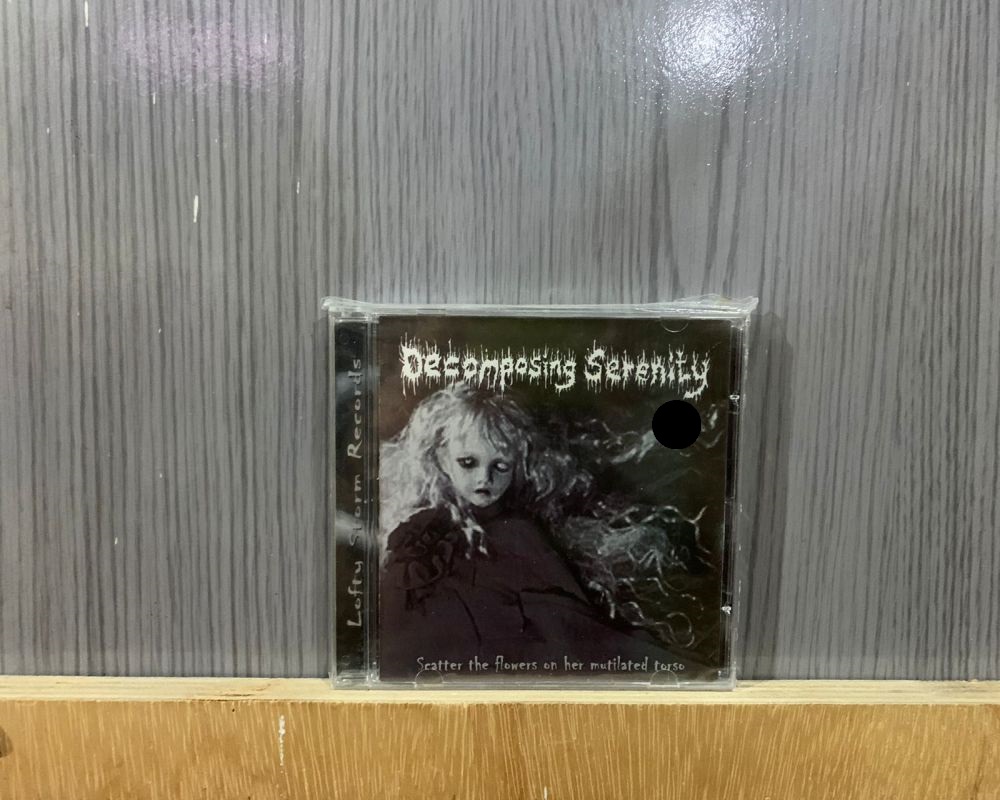 Decomposing Serenity
Lofty Storm Records
Scatter the flowers on her mutilated torso